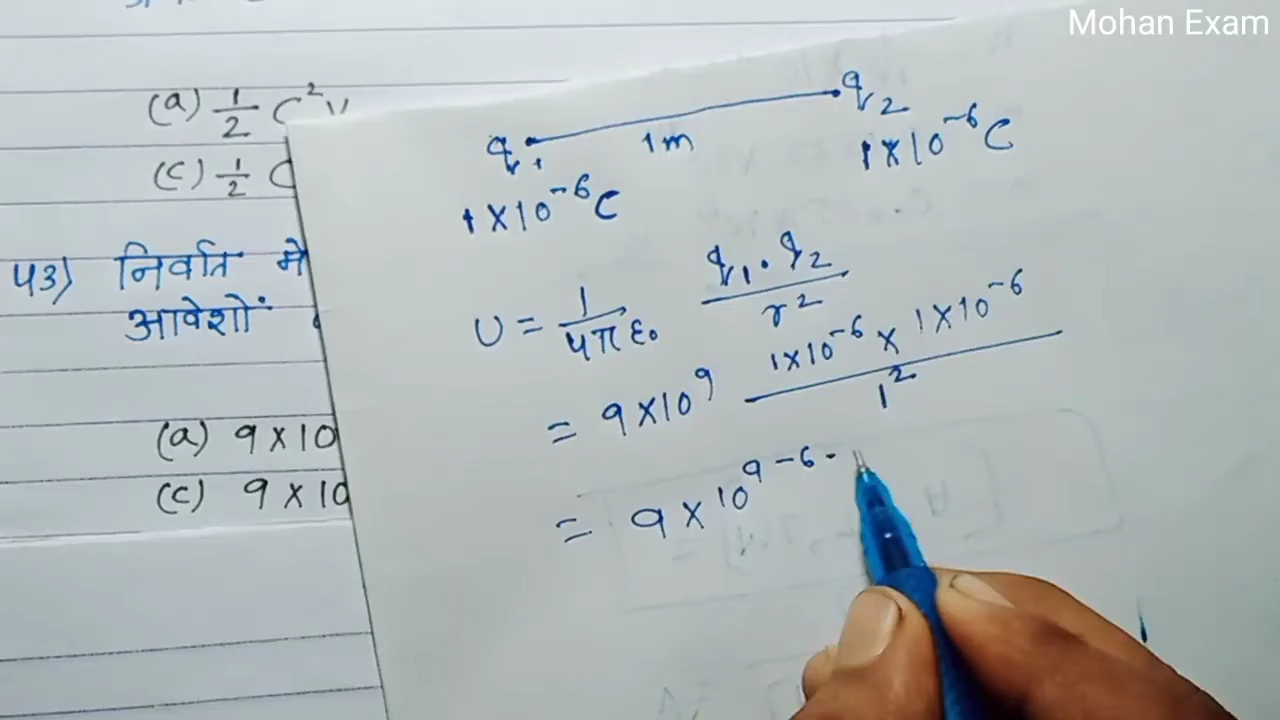 Mohan Exam
(a) 1/2 C²
(c) 1/2 C
43) निर्वात में
आवेशों
(a) 9×10
(c) 9×10
q₁ 1m q₂
1×10⁻⁶C 1×10⁻⁶C
U = 1/4πε₀ q₁.q₂/r²
= 9×10⁹ 1×10⁻⁶ × 1×10⁻⁶/1²
= 9×10⁹⁻⁶⁻